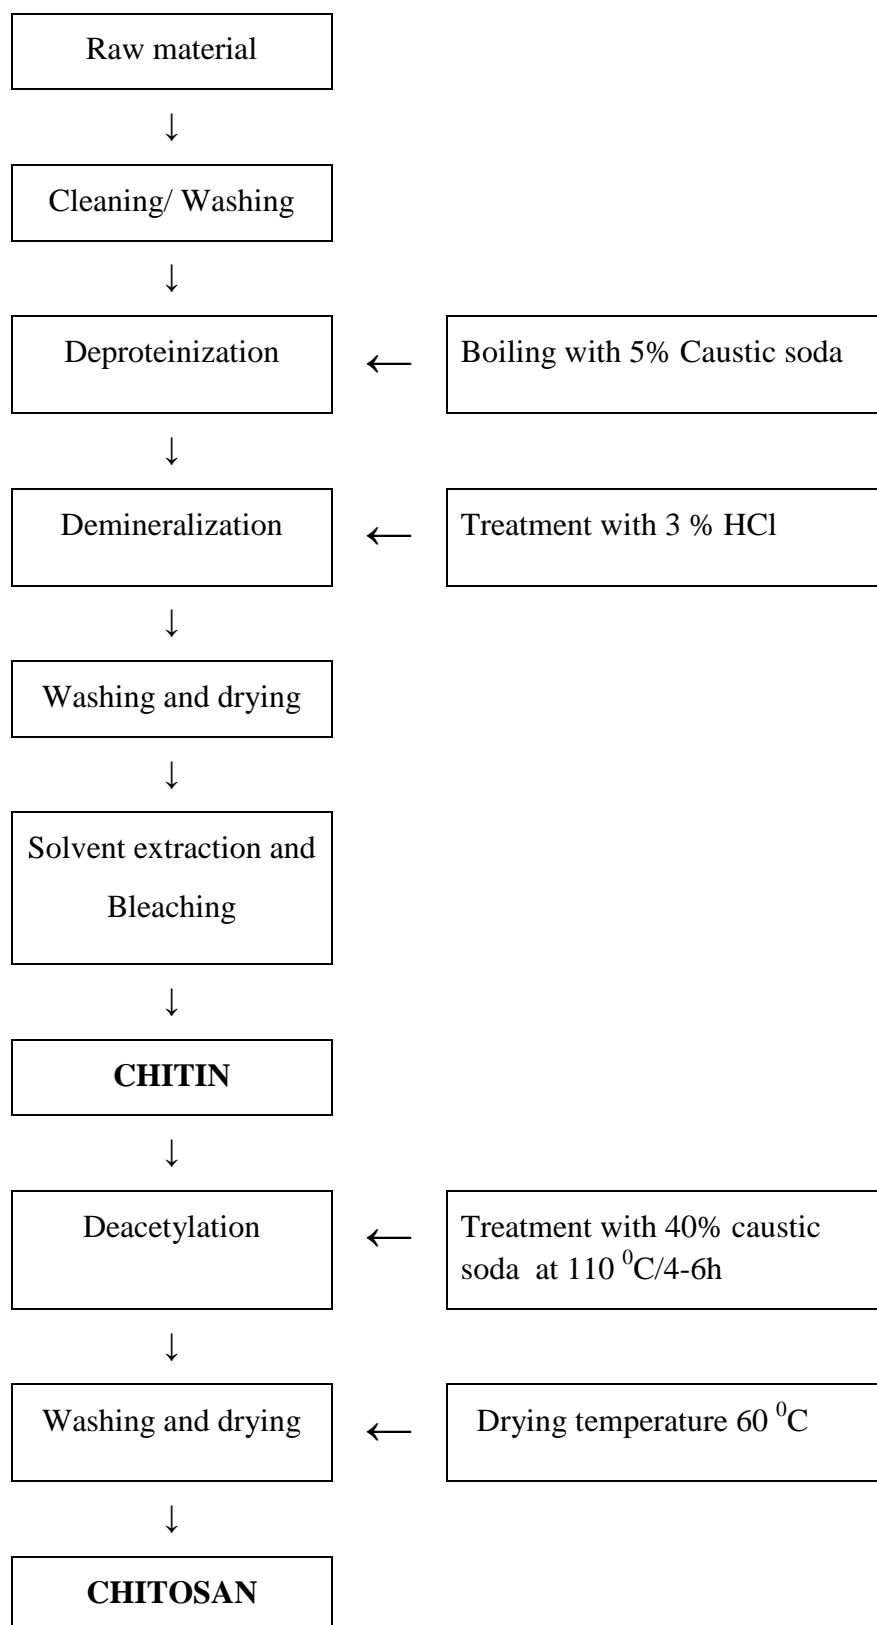 Raw material
↓
Cleaning/ Washing
↓
Deproteinization ← Boiling with 5% Caustic soda
↓
Demineralization ← Treatment with 3 % HCl
↓
Washing and drying
↓
Solvent extraction and
Bleaching
↓
CHITIN
↓
Deacetylation ← Treatment with 40% caustic
soda at 110 ⁰C/4-6h
↓
Washing and drying ← Drying temperature 60 ⁰C
↓
CHITOSAN